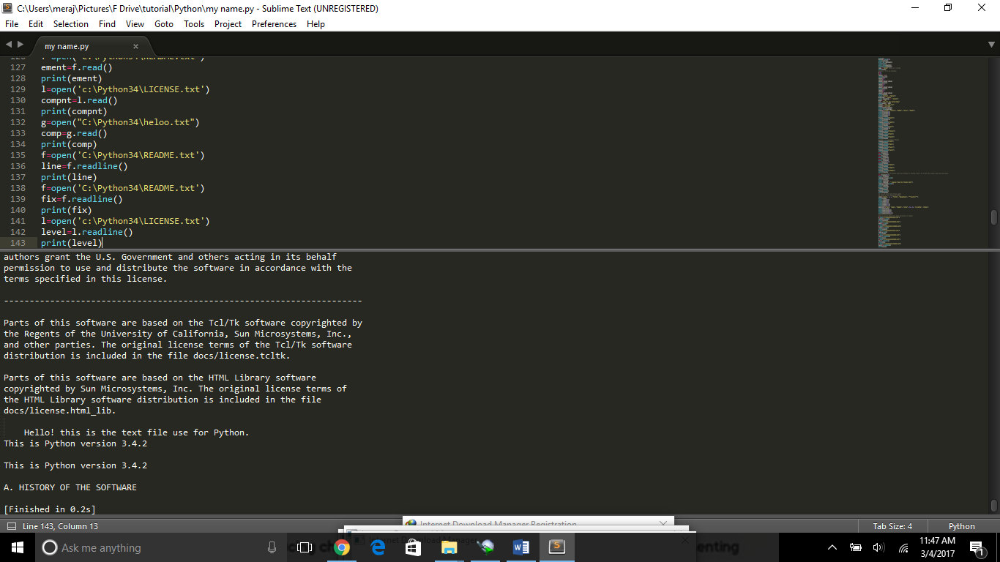 C:\Users\meraj\Pictures\F Drive\tutorial\Python\my name.py - Sublime Text (UNREGISTERED)
File Edit Selection Find View Goto Tools Project Preferences Help
my name.py
126 f=open('C:\Python34\README.txt')
127 ement=f.read()
128 print(ement)
129 l=open('c:\Python34\LICENSE.txt')
130 compnt=l.read()
131 print(compnt)
132 g=open("C:\Python34\heloo.txt")
133 comp=g.read()
134 print(comp)
135 f=open('C:\Python34\README.txt')
136 line=f.readline()
137 print(line)
138 f=open('C:\Python34\README.txt')
139 fix=f.readline()
140 print(fix)
141 l=open('c:\Python34\LICENSE.txt')
142 level=l.readline()
143 print(level)
authors grant the U.S. Government and others acting in its behalf
permission to use and distribute the software in accordance with the
terms specified in this license.
----------------------------------------------------------------------
Parts of this software are based on the Tcl/Tk software copyrighted by
the Regents of the University of California, Sun Microsystems, Inc.,
and other parties. The original license terms of the Tcl/Tk software
distribution is included in the file docs/license.tcltk.
Parts of this software are based on the HTML Library software
copyrighted by Sun Microsystems, Inc. The original license terms of
the HTML Library software distribution is included in the file
docs/license.html_lib.
Hello! this is the text file use for Python.
This is Python version 3.4.2
This is Python version 3.4.2
A. HISTORY OF THE SOFTWARE
[Finished in 0.2s]
Internet Download Manager Registration
Line 143, Column 13 Tab Size: 4 Python
Internet Download Manager
Ask me anything
11:47 AM
3/4/2017
1